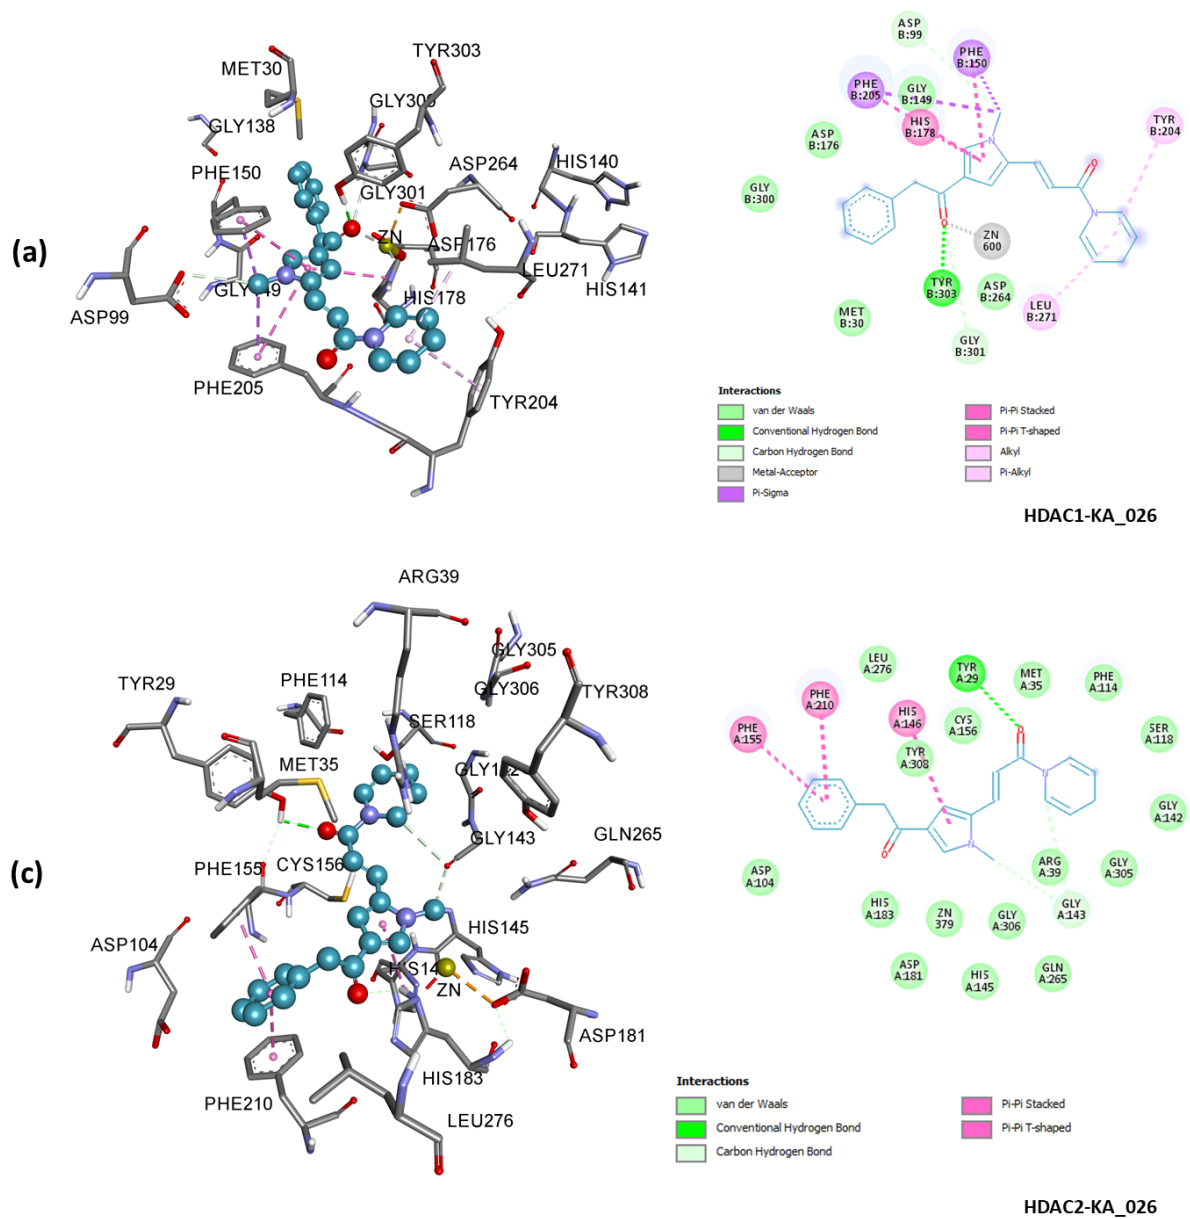 TYR303
MET30
GLY300
GLY138
ASP264
HIS140
PHE150
GLY301
(a)
ZN
ASP176
LEU271
GLY149
HIS178
HIS141
ASP99
PHE205
TYR204
ASP
B:99
PHE
B:150
PHE
B:205
GLY
B:149
HIS
B:178
TYR
B:204
ASP
B:176
GLY
B:300
N
O
N
O
ZN
600
TYR
B:303
ASP
B:264
LEU
B:271
MET
B:30
GLY
B:301
Interactions
van der Waals
Conventional Hydrogen Bond
Carbon Hydrogen Bond
Metal-Acceptor
Pi-Sigma
Pi-Pi Stacked
Pi-Pi T-shaped
Alkyl
Pi-Alkyl
HDAC1-KA_026
ARG39
GLY305
TYR29
PHE114
GLY306
TYR308
SER118
MET35
GLY142
GLY143
GLN265
(c)
PHE155
CYS156
ASP104
HIS145
ZN
ASP181
HIS183
PHE210
LEU276
LEU
A:276
TYR
A:29
MET
A:35
PHE
A:114
PHE
A:210
PHE
A:155
HIS
A:146
CYS
A:156
SER
A:118
TYR
A:308
O
N
GLY
A:142
O
N
ASP
A:104
ARG
A:39
GLY
A:305
HIS
A:183
ZN
379
GLY
A:306
GLY
A:143
ASP
A:181
HIS
A:145
GLN
A:265
Interactions
van der Waals
Conventional Hydrogen Bond
Carbon Hydrogen Bond
Pi-Pi Stacked
Pi-Pi T-shaped
HDAC2-KA_026